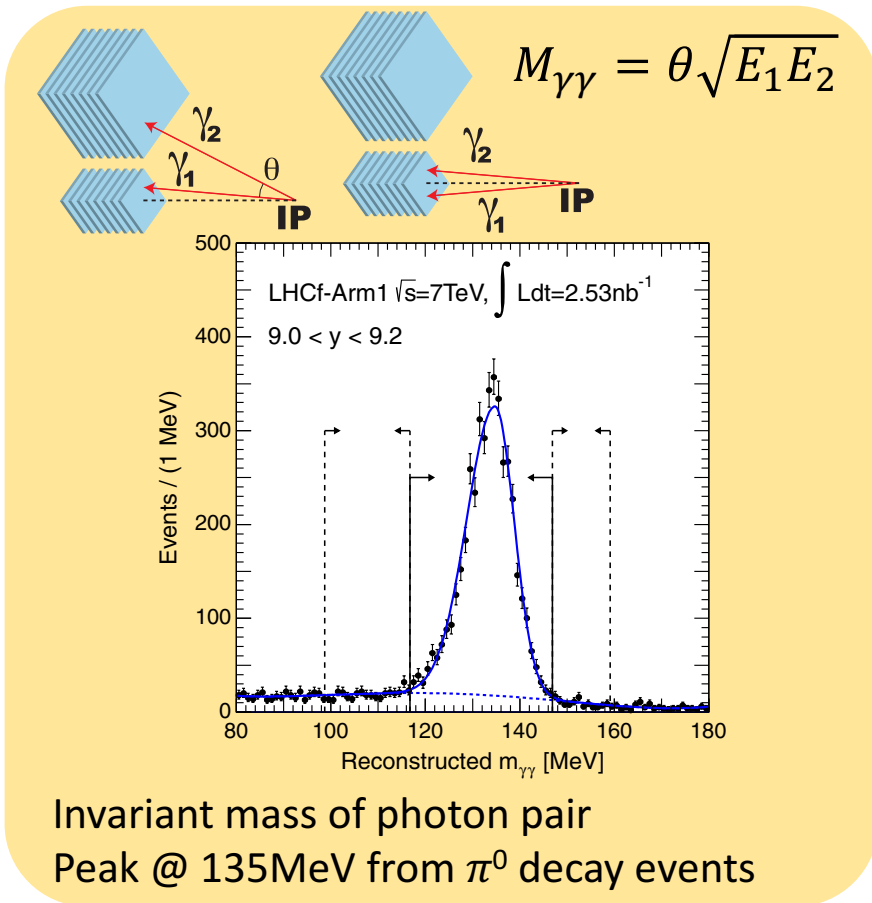 M_γγ = θ√E₁E₂
γ₂
γ₁
θ
IP
γ₂
γ₁
IP
LHCf-Arm1 √s=7TeV, ∫ Ldt=2.53nb⁻¹
9.0 < y < 9.2
Events / (1 MeV)
500
400
300
200
100
0
80 100 120 140 160 180
Reconstructed m_γγ [MeV]
Invariant mass of photon pair
Peak @ 135MeV from π⁰ decay events